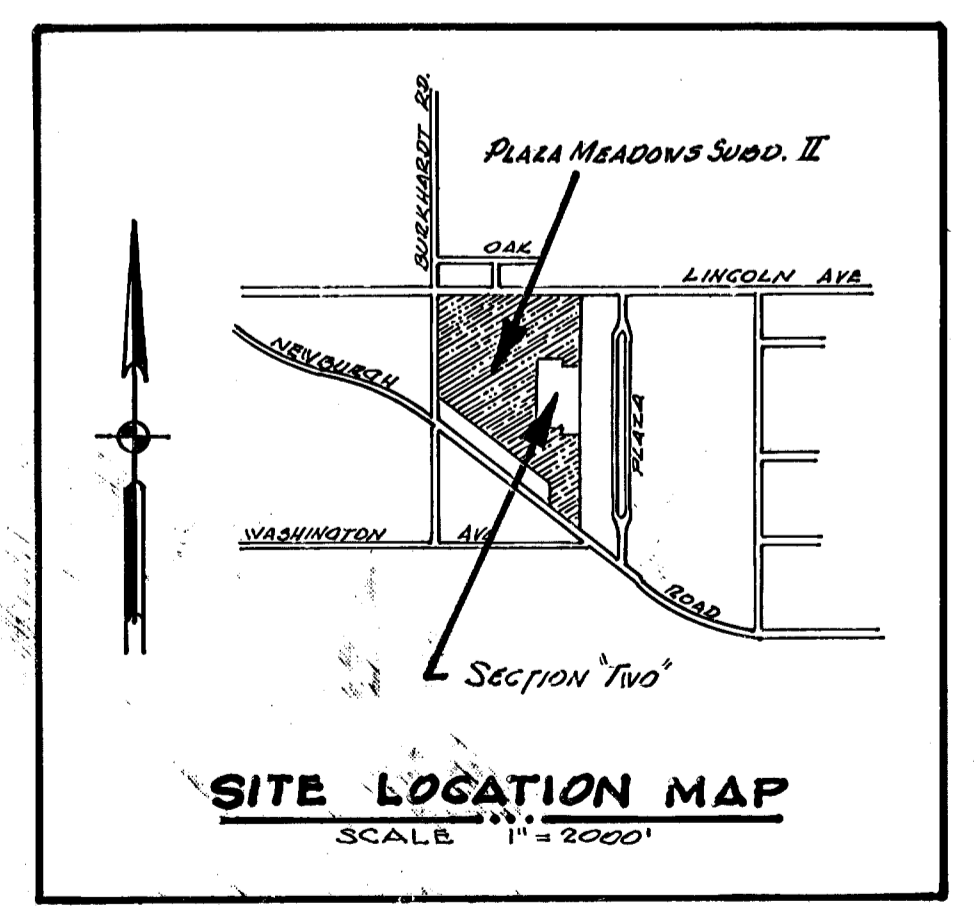 BURKHARDT RD.
PLAZA MEADOWS SUBD. II
OAK
LINCOLN AVE
NEWBURGH
PLAZA
WASHINGTON AVE
ROAD
SECTION "TWO"
SITE LOCATION MAP
SCALE 1" = 2000'